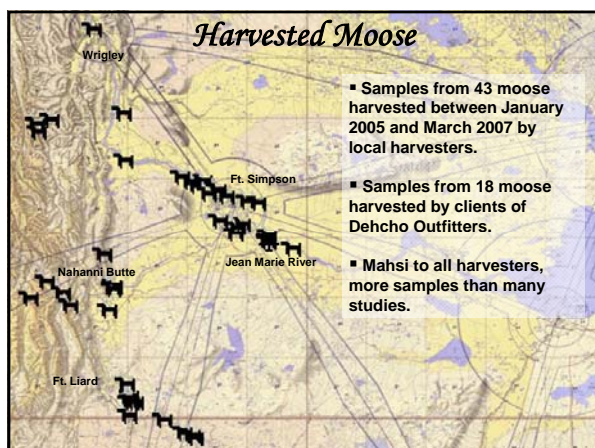 Harvested Moose
Wrigley
▪ Samples from 43 moose
harvested between January
2005 and March 2007 by
local harvesters.
Ft. Simpson
▪ Samples from 18 moose
harvested by clients of
Dehcho Outfitters.
Jean Marie River
Nahanni Butte
▪ Mahsi to all harvesters,
more samples than many
studies.
Ft. Liard